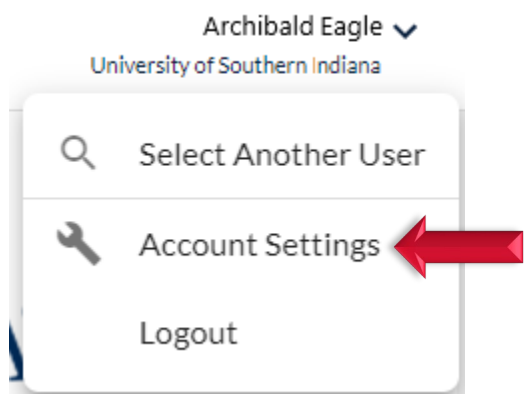 Archibald Eagle
University of Southern Indiana
Select Another User
Account Settings
Logout